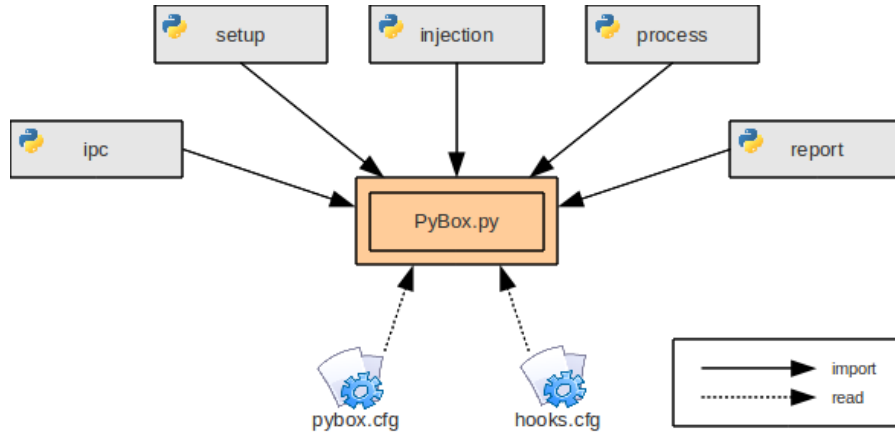 setup
injection
process
ipc
report
PyBox.py
pybox.cfg
hooks.cfg
import
read